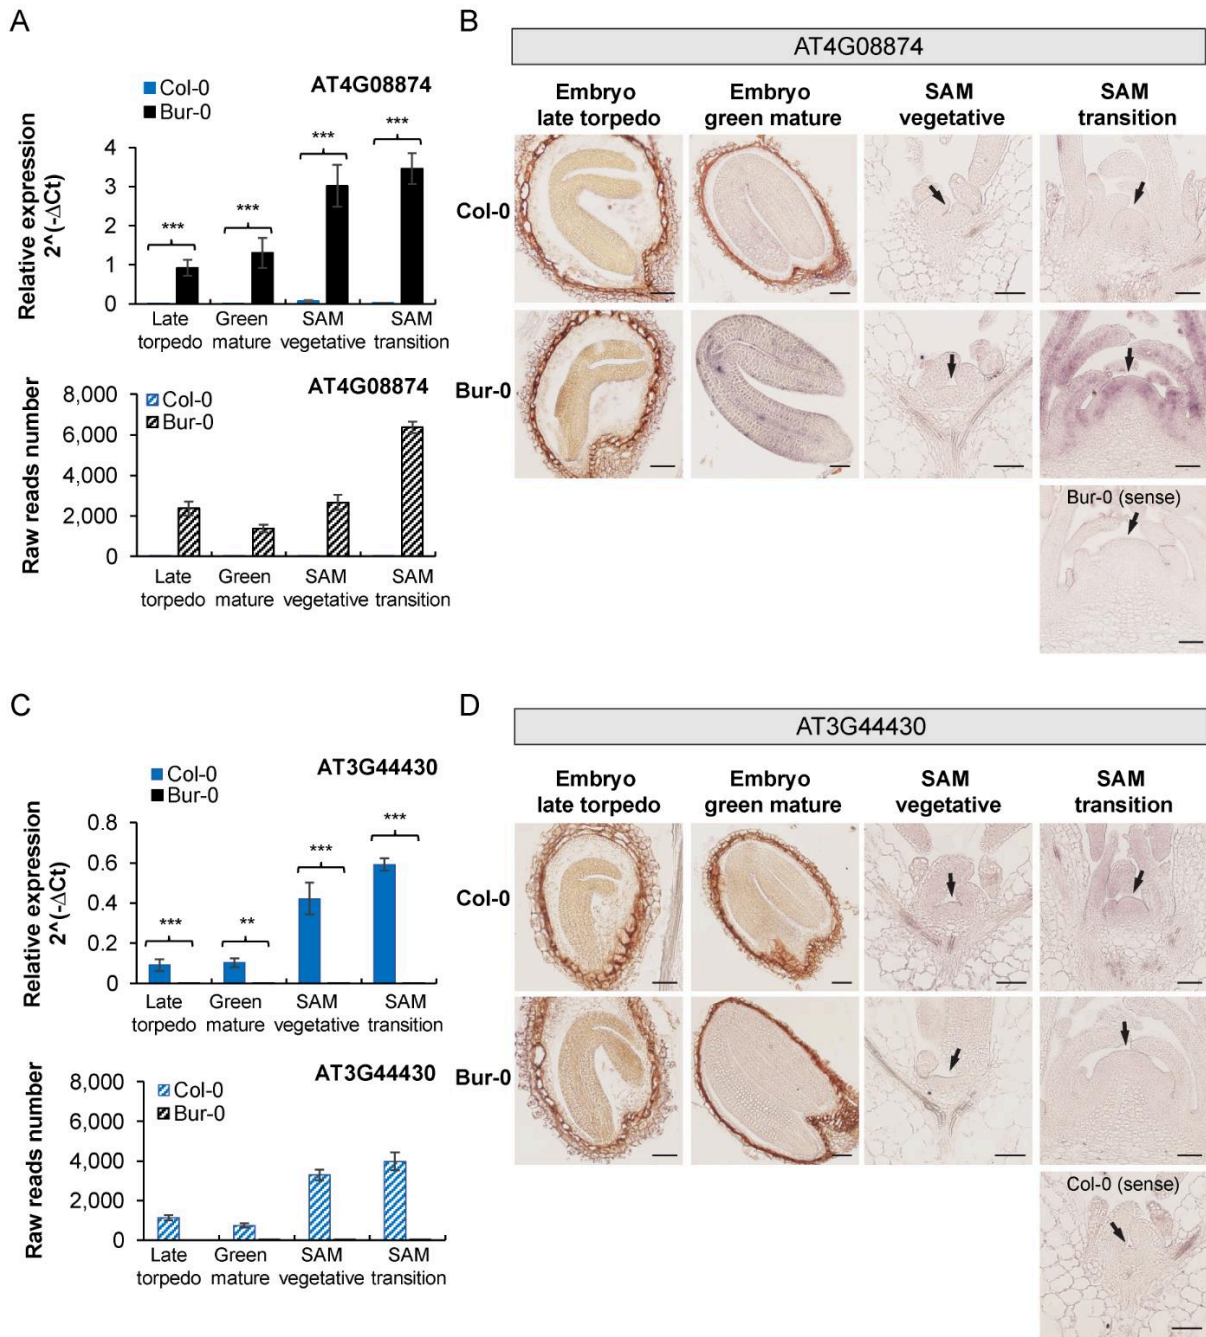 A
Col-0
Bur-0
AT4G08874
Relative expression
2^(-ΔCt)
4
3
2
1
0
***
***
***
***
Late
torpedo
Green
mature
SAM
vegetative
SAM
transition
AT4G08874
Col-0
Bur-0
Raw reads number
8,000
6,000
4,000
2,000
0
Late
torpedo
Green
mature
SAM
vegetative
SAM
transition
B
AT4G08874
Embryo
late torpedo
Embryo
green mature
SAM
vegetative
SAM
transition
Col-0
Bur-0
Bur-0 (sense)
C
AT3G44430
Col-0
Bur-0
Relative expression
2^(-ΔCt)
0.8
0.6
0.4
0.2
0
***
**
***
***
Late
torpedo
Green
mature
SAM
vegetative
SAM
transition
AT3G44430
Col-0
Bur-0
Raw reads number
8,000
6,000
4,000
2,000
0
Late
torpedo
Green
mature
SAM
vegetative
SAM
transition
D
AT3G44430
Embryo
late torpedo
Embryo
green mature
SAM
vegetative
SAM
transition
Col-0
Bur-0
Col-0 (sense)